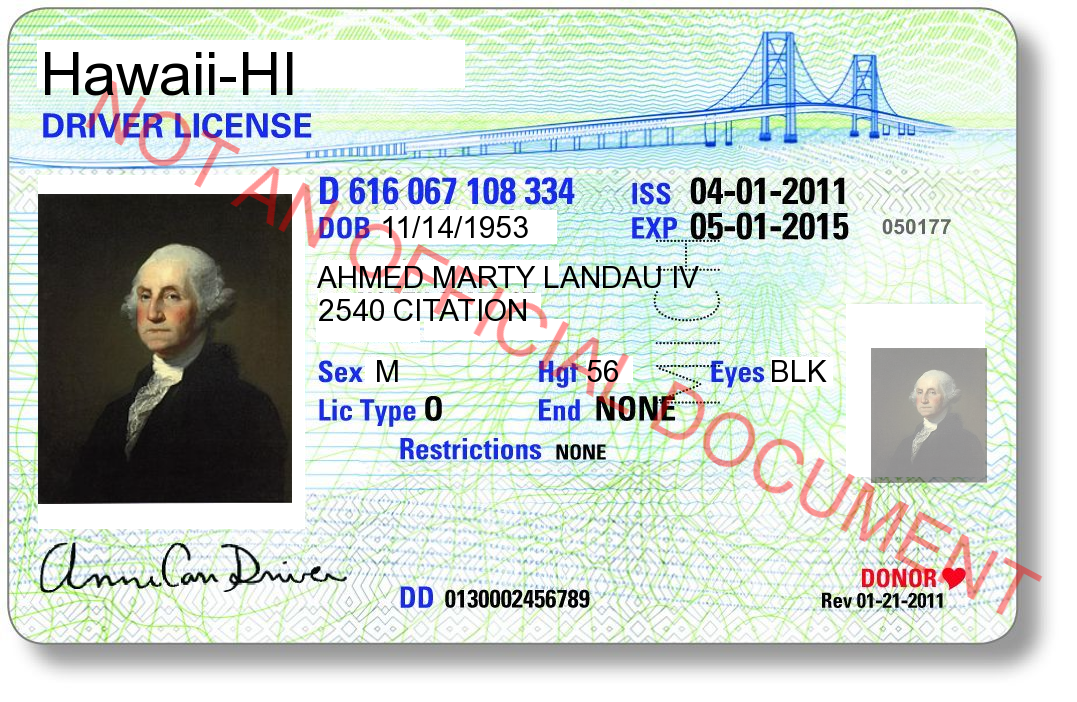 Hawaii-HI
DRIVER LICENSE
D 616 067 108 334 ISS 04-01-2011
DOB 11/14/1953 EXP 05-01-2015 050177
AHMED MARTY LANDAU IV
2540 CITATION
Sex M Hgt 56 Eyes BLK
Lic Type O End NONE
Restrictions NONE
Anne Can Driver
DD 0130002456789
DONOR
Rev 01-21-2011
NOT AN OFFICIAL DOCUMENT